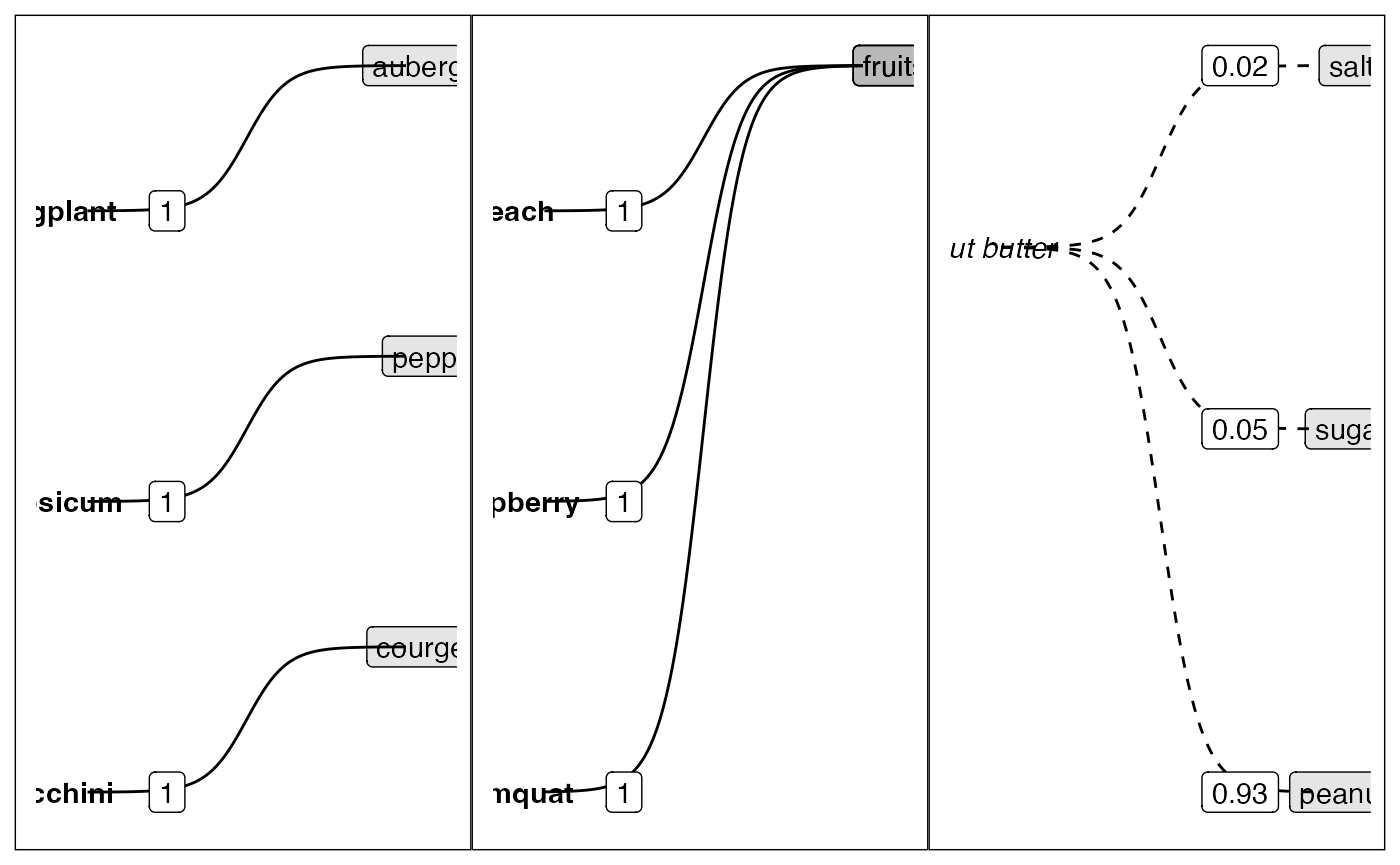 auberg
gplant 1
pepp
sicum 1
courge
cchini 1
fruits
each 1
pberry 1
mquat 1
0.02 salt
ut butter
0.05 suga
0.93 peanu